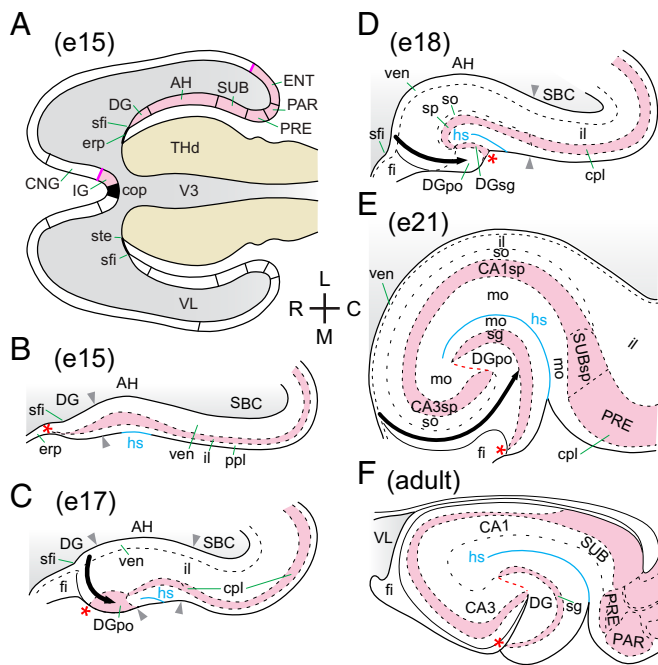 A
(e15)
ENT
AH
SUB
DG
PAR
sfi
PRE
erp
THd
CNG
IG
cop
V3
ste
sfi
VL
L
R
C
M
B
(e15)
DG
AH
SBC
sfi
*
erp
hs
ven
il
ppl
C
(e17)
DG
AH
SBC
sfi
ven
il
fi
cpl
hs
*
DGpo
D
(e18)
AH
ven
SBC
so
sp
hs
il
sfi
fi
*
DGpo
DGsg
cpl
E
(e21)
il
so
ven
CA1sp
mo
hs
il
mo
sg
DGpo
SUBsp
mo
mo
CA3sp
so
PRE
fi
*
cpl
F
(adult)
VL
CA1
SUB
hs
fi
CA3
DG
sg
PRE
PAR
*